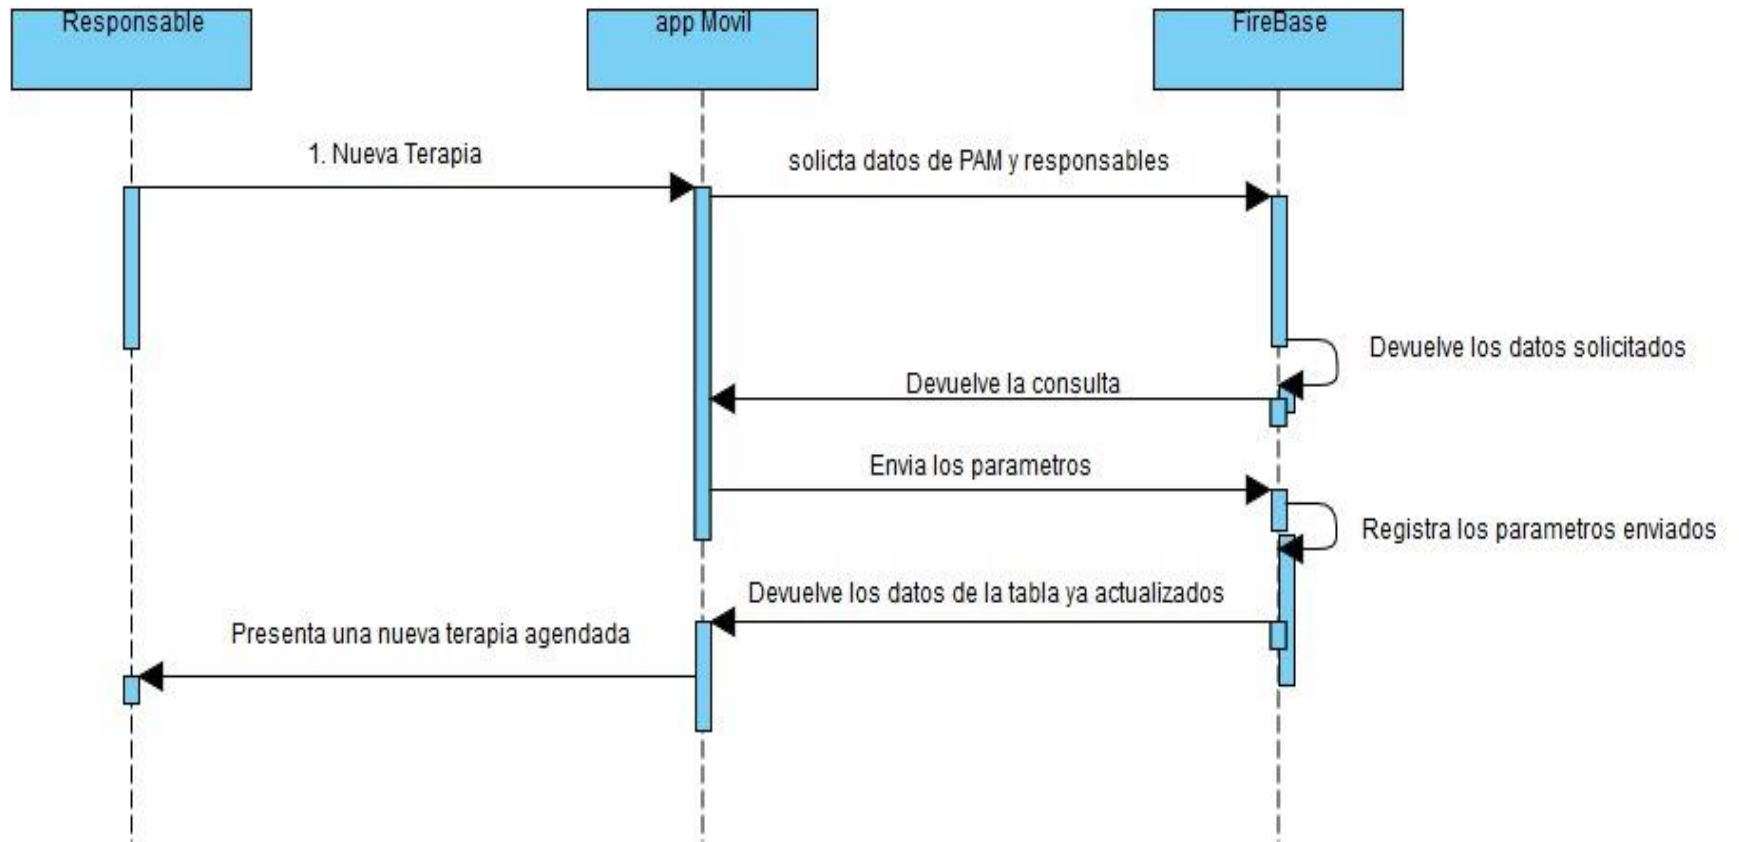 Responsable
app Movil
FireBase
1. Nueva Terapia
solicta datos de PAM y responsables
Devuelve los datos solicitados
Devuelve la consulta
Envia los parametros
Registra los parametros enviados
Devuelve los datos de la tabla ya actualizados
Presenta una nueva terapia agendada